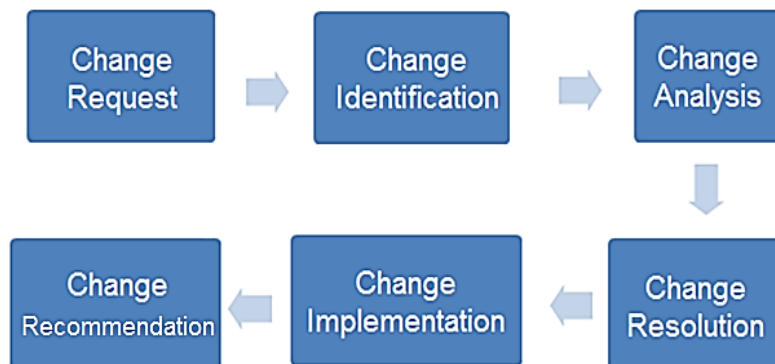 Change
Request
Change
Identification
Change
Analysis
Change
Resolution
Change
Implementation
Change
Recommendation